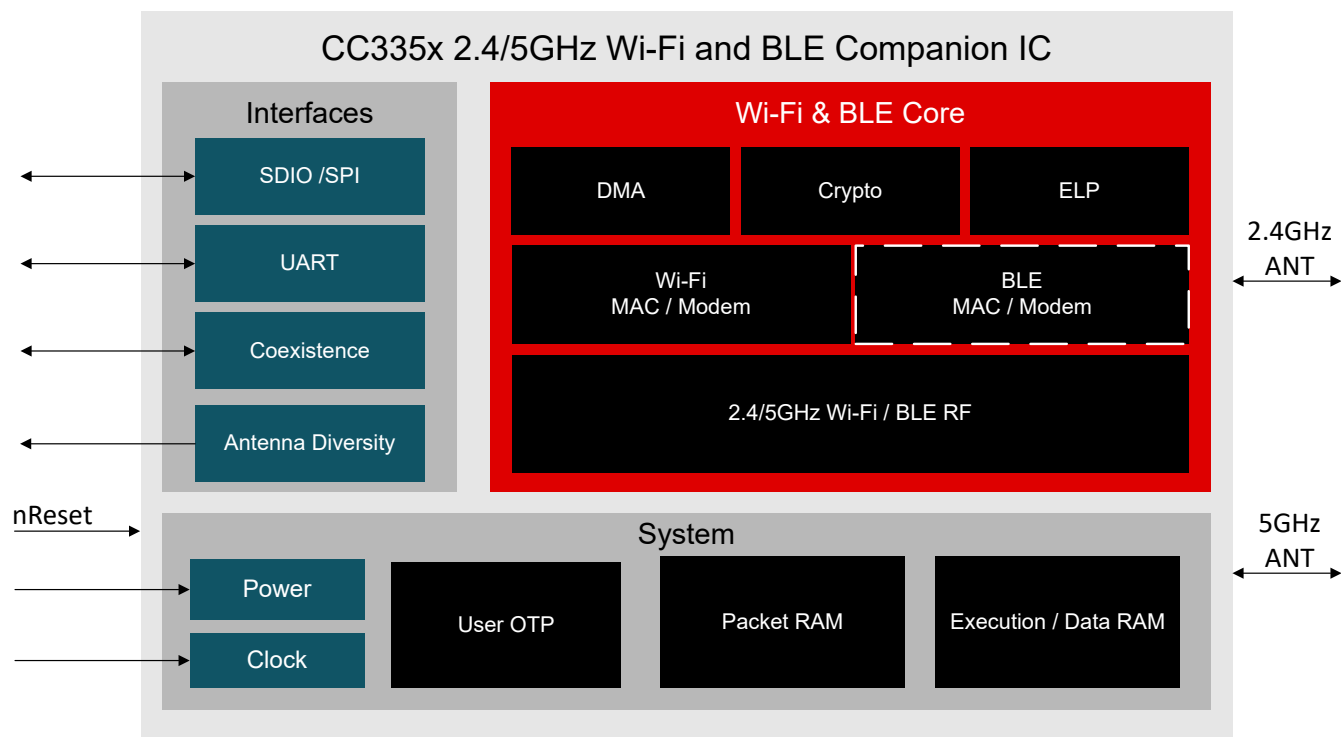 CC335x 2.4/5GHz Wi-Fi and BLE Companion IC
Interfaces
SDIO /SPI
UART
Coexistence
Antenna Diversity
Wi-Fi & BLE Core
DMA
Crypto
ELP
Wi-Fi
MAC / Modem
BLE
MAC / Modem
2.4/5GHz Wi-Fi / BLE RF
2.4GHz
ANT
nReset
System
Power
Clock
User OTP
Packet RAM
Execution / Data RAM
5GHz
ANT